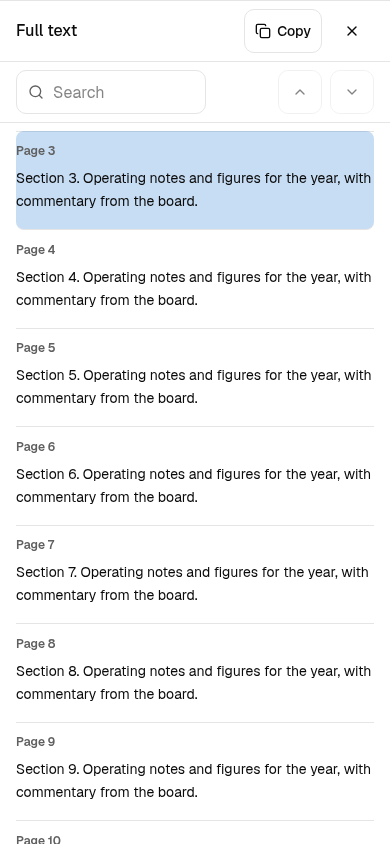 Full text
Copy
Search
Page 3
Section 3. Operating notes and figures for the year, with
commentary from the board.
Page 4
Section 4. Operating notes and figures for the year, with
commentary from the board.
Page 5
Section 5. Operating notes and figures for the year, with
commentary from the board.
Page 6
Section 6. Operating notes and figures for the year, with
commentary from the board.
Page 7
Section 7. Operating notes and figures for the year, with
commentary from the board.
Page 8
Section 8. Operating notes and figures for the year, with
commentary from the board.
Page 9
Section 9. Operating notes and figures for the year, with
commentary from the board.
Page 10